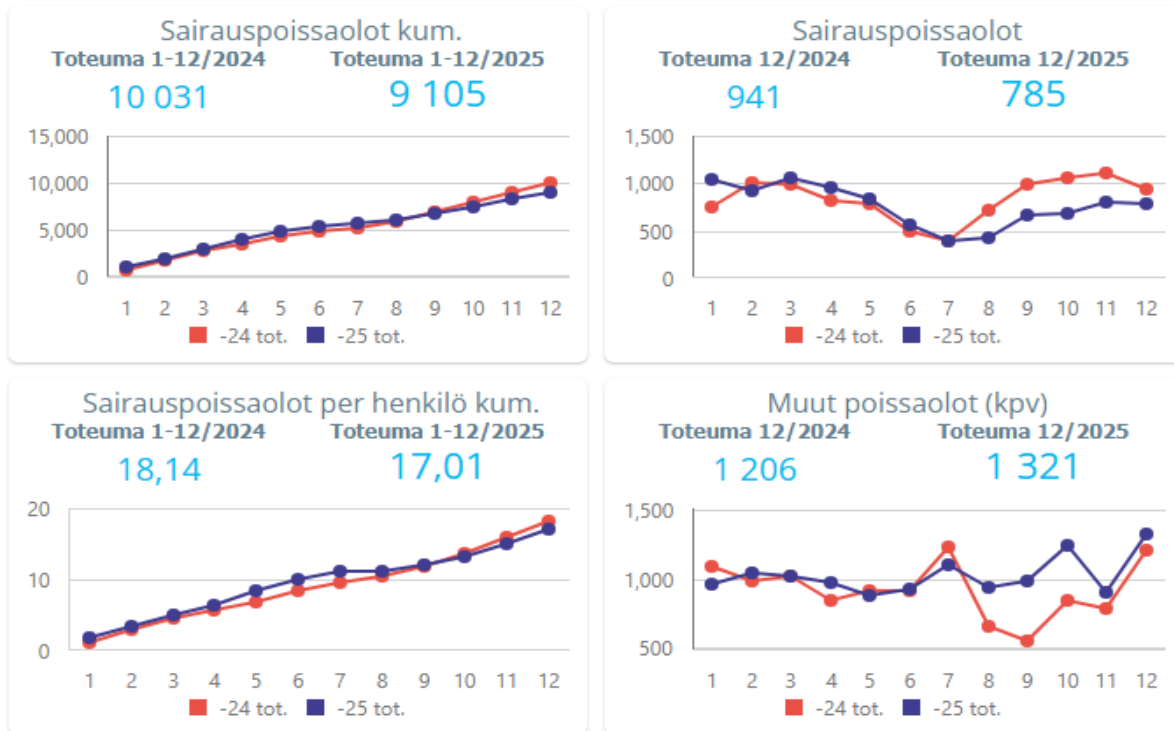 Sairauspoissaolot kum.
Toteuma 1-12/2024 Toteuma 1-12/2025
10 031 9 105
15,000
10,000
5,000
0
1 2 3 4 5 6 7 8 9 10 11 12
-24 tot. -25 tot.
Sairauspoissaolot
Toteuma 12/2024 Toteuma 12/2025
941 785
1,500
1,000
500
0
1 2 3 4 5 6 7 8 9 10 11 12
-24 tot. -25 tot.
Sairauspoissaolot per henkilö kum.
Toteuma 1-12/2024 Toteuma 1-12/2025
18,14 17,01
20
10
0
1 2 3 4 5 6 7 8 9 10 11 12
-24 tot. -25 tot.
Muut poissaolot (kpv)
Toteuma 12/2024 Toteuma 12/2025
1 206 1 321
1,500
1,000
500
1 2 3 4 5 6 7 8 9 10 11 12
-24 tot. -25 tot.